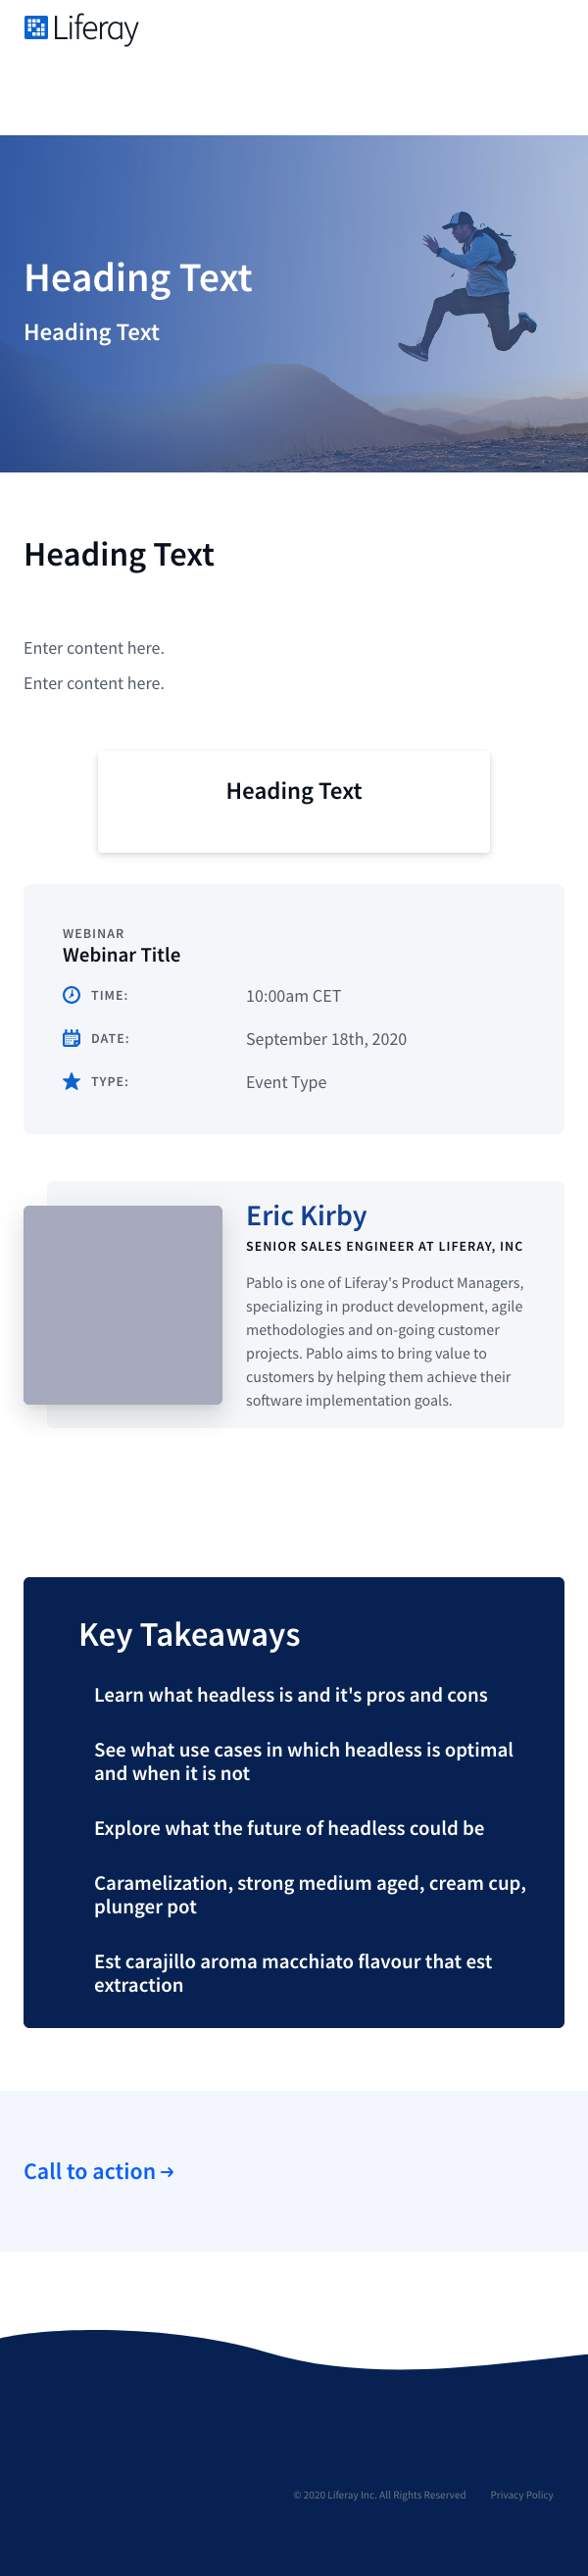 Liferay
Heading Text
Heading Text
Heading Text
Enter content here.
Enter content here.
Heading Text
WEBINAR
Webinar Title
TIME: 10:00am CET
DATE: September 18th, 2020
TYPE: Event Type
Eric Kirby
SENIOR SALES ENGINEER AT LIFERAY, INC
Pablo is one of Liferay's Product Managers,
specializing in product development, agile
methodologies and on-going customer
projects. Pablo aims to bring value to
customers by helping them achieve their
software implementation goals.
Key Takeaways
Learn what headless is and it's pros and cons
See what use cases in which headless is optimal
and when it is not
Explore what the future of headless could be
Caramelization, strong medium aged, cream cup,
plunger pot
Est carajillo aroma macchiato flavour that est
extraction
Call to action →
© 2020 Liferay Inc. All Rights Reserved Privacy Policy